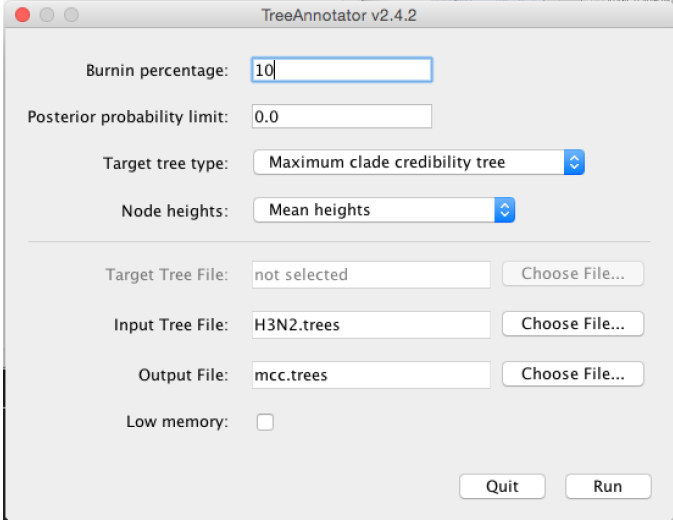 TreeAnnotator v2.4.2
Burnin percentage: 10
Posterior probability limit: 0.0
Target tree type: Maximum clade credibility tree
Node heights: Mean heights
Target Tree File: not selected Choose File...
Input Tree File: H3N2.trees Choose File...
Output File: mcc.trees Choose File...
Low memory:
Quit Run